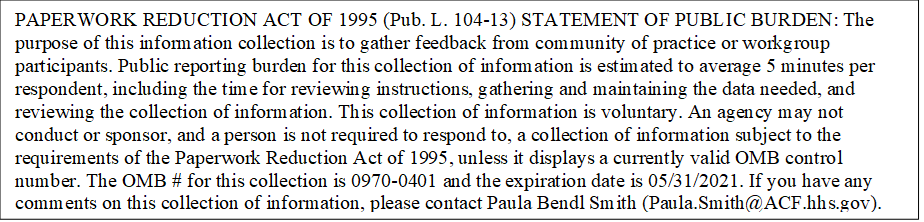 PAPERWORK REDUCTION ACT OF 1995 (Pub. L. 104-13) STATEMENT OF PUBLIC BURDEN: The
purpose of this information collection is to gather feedback from community of practice or workgroup
participants. Public reporting burden for this collection of information is estimated to average 5 minutes per
respondent, including the time for reviewing instructions, gathering and maintaining the data needed, and
reviewing the collection of information. This collection of information is voluntary. An agency may not
conduct or sponsor, and a person is not required to respond to, a collection of information subject to the
requirements of the Paperwork Reduction Act of 1995, unless it displays a currently valid OMB control
number. The OMB # for this collection is 0970-0401 and the expiration date is 05/31/2021. If you have any
comments on this collection of information, please contact Paula Bendl Smith (Paula.Smith@ACF.hhs.gov).